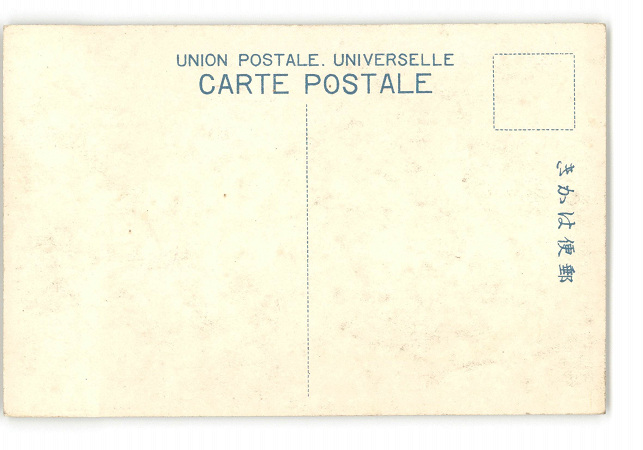 UNION POSTALE. UNIVERSELLE
CARTE POSTALE
郵便はかき